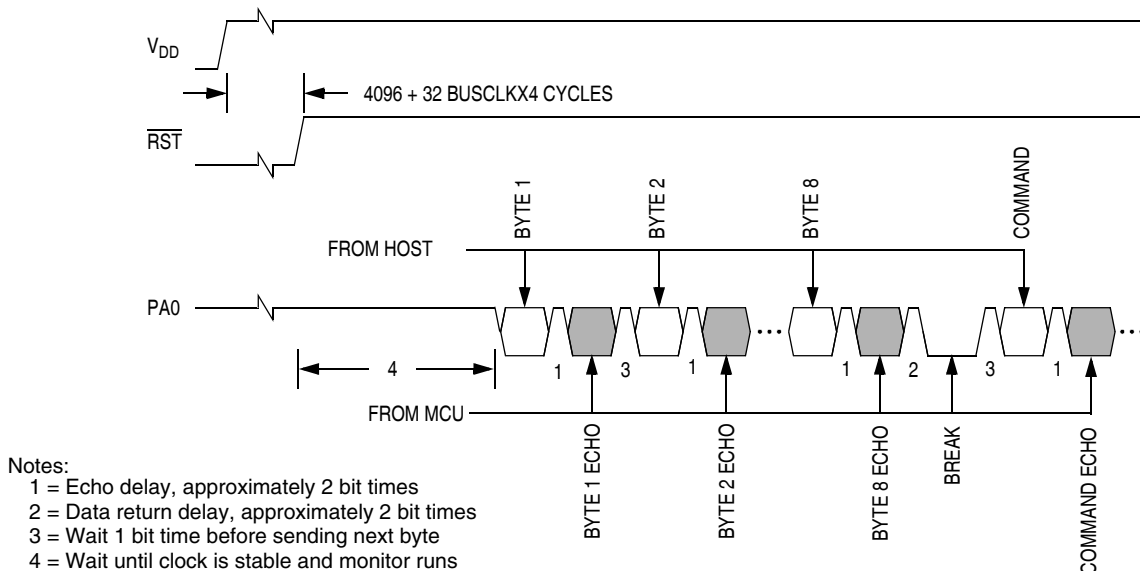 VDD
4096 + 32 BUSCLKX4 CYCLES
RST
BYTE 1
BYTE 2
BYTE 8
COMMAND
FROM HOST
PA0
4
1
3
1
1
2
3
1
FROM MCU
BYTE 1 ECHO
BYTE 2 ECHO
BYTE 8 ECHO
BREAK
COMMAND ECHO
Notes:
1 = Echo delay, approximately 2 bit times
2 = Data return delay, approximately 2 bit times
3 = Wait 1 bit time before sending next byte
4 = Wait until clock is stable and monitor runs